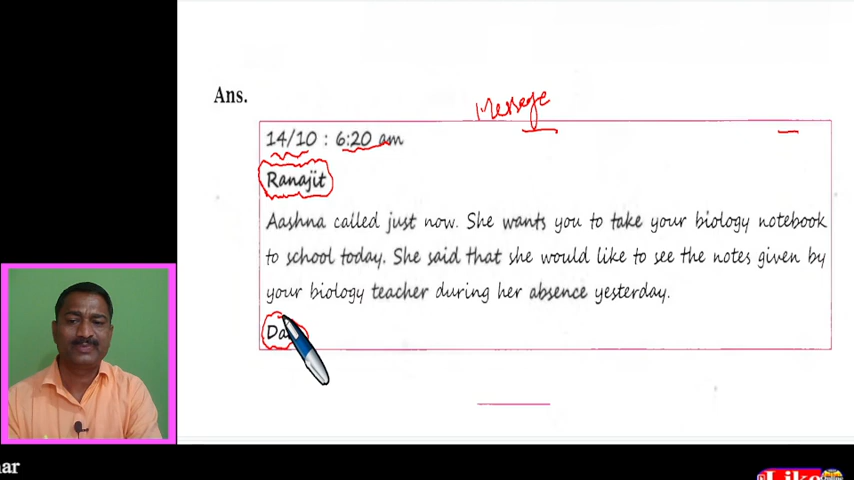 Ans.
Message
14/10 : 6:20 am
Ranajit
Aashna called just now. She wants you to take your biology notebook
to school today. She said that she would like to see the notes given by
your biology teacher during her absence yesterday.
Like